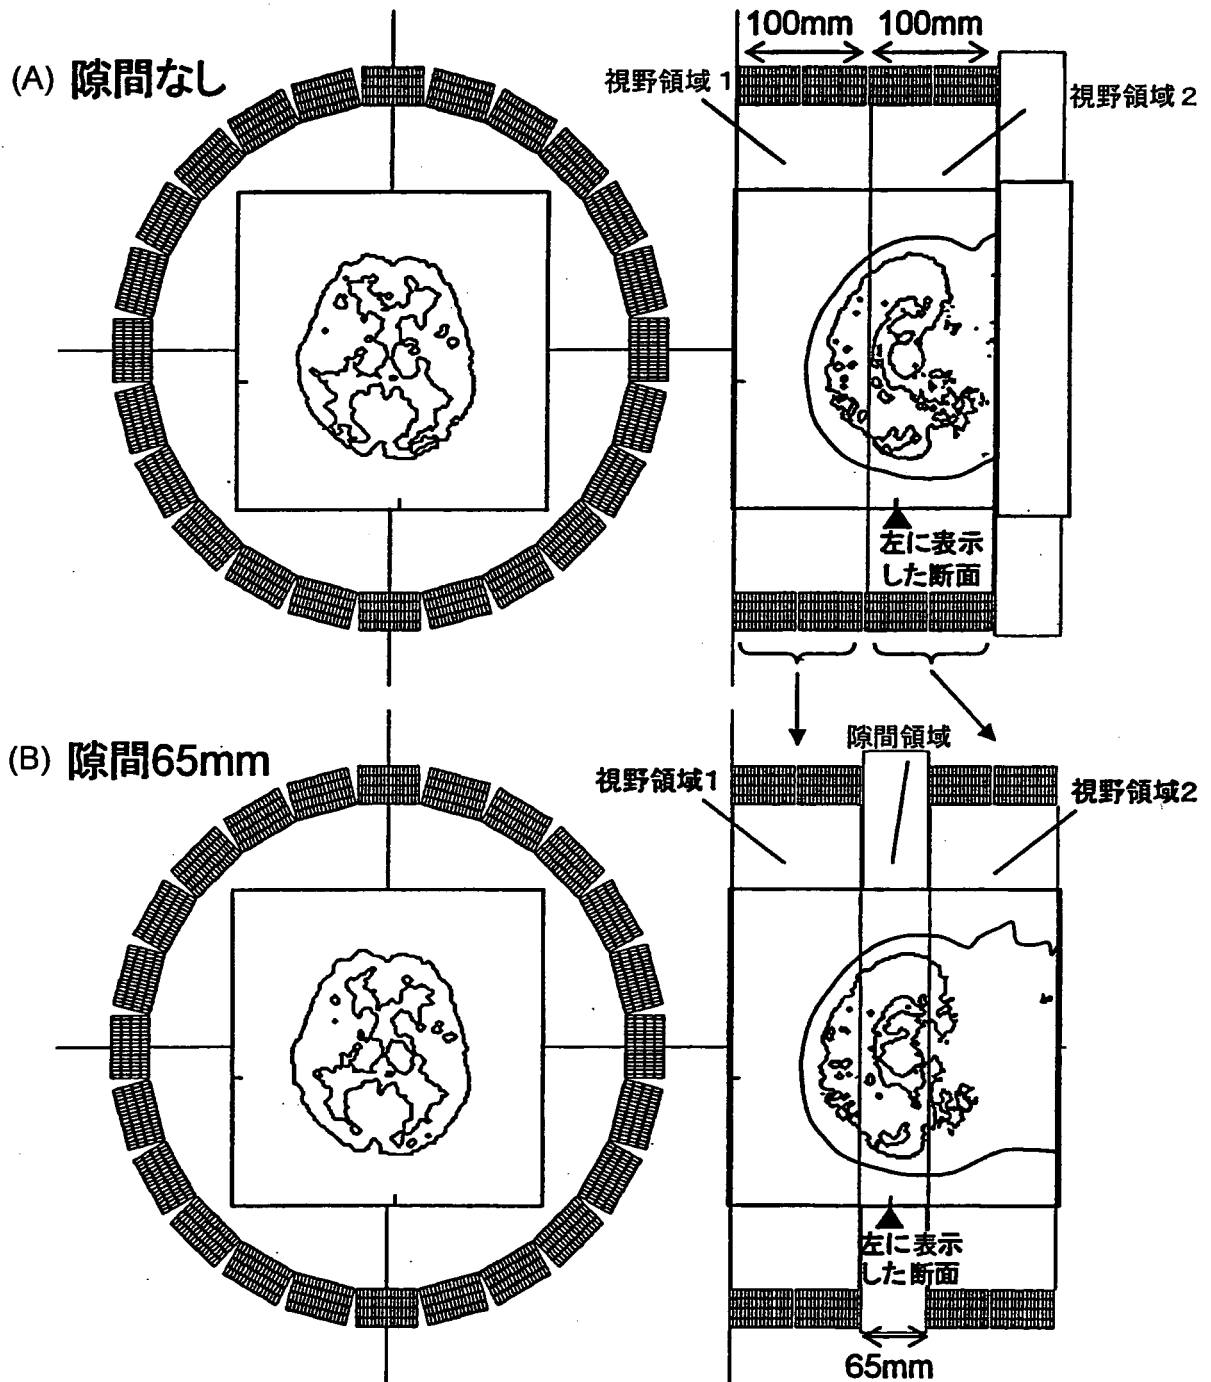 100mm 100mm
(A) 隙間なし
視野領域1
視野領域2
左に表示
した断面
(B) 隙間65mm
隙間領域
視野領域1
視野領域2
左に表示
した断面
65mm